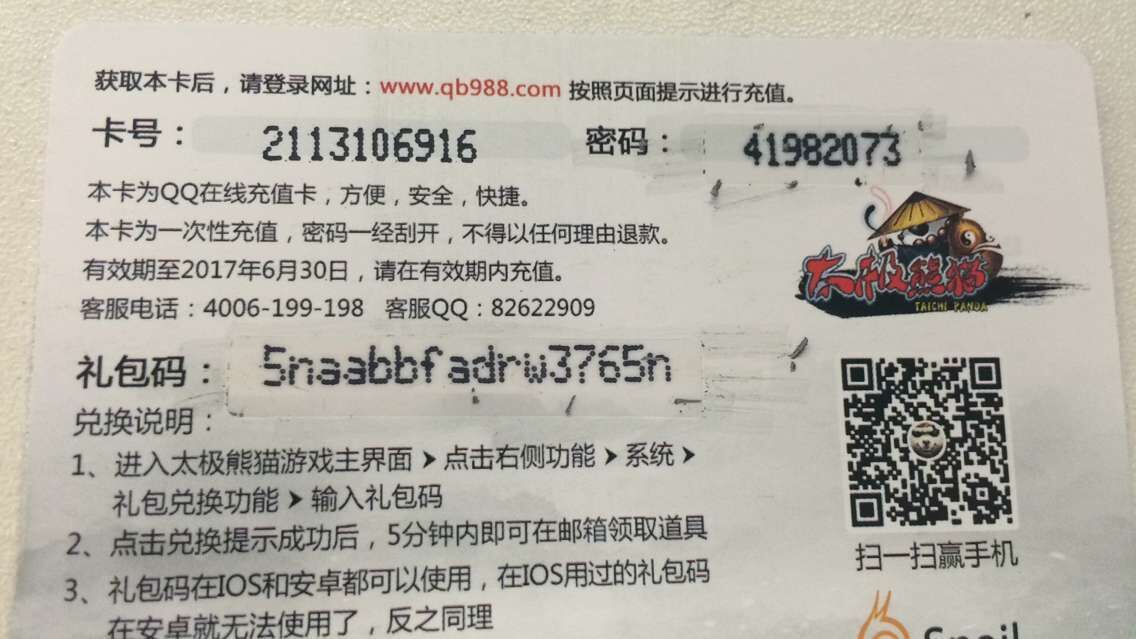 获取本卡后，请登录网址：www.qb988.com 按照页面提示进行充值。
卡号： 2113106916 密码： 41982073
本卡为QQ在线充值卡，方便，安全，快捷。
本卡为一次性充值，密码一经刮开，不得以任何理由退款。
有效期至2017年6月30日，请在有效期内充值。
客服电话：4006-199-198 客服QQ：82622909
太极熊猫
TAICHI PANDA
礼包码： 5naabbfadrw3765n
兑换说明：
1、进入太极熊猫游戏主界面 > 点击右侧功能 > 系统 >
礼包兑换功能 > 输入礼包码
2、点击兑换提示成功后，5分钟内即可在邮箱领取道具
3、礼包码在IOS和安卓都可以使用，在IOS用过的礼包码
在安卓就无法使用了，反之同理
扫一扫赢手机
Snail